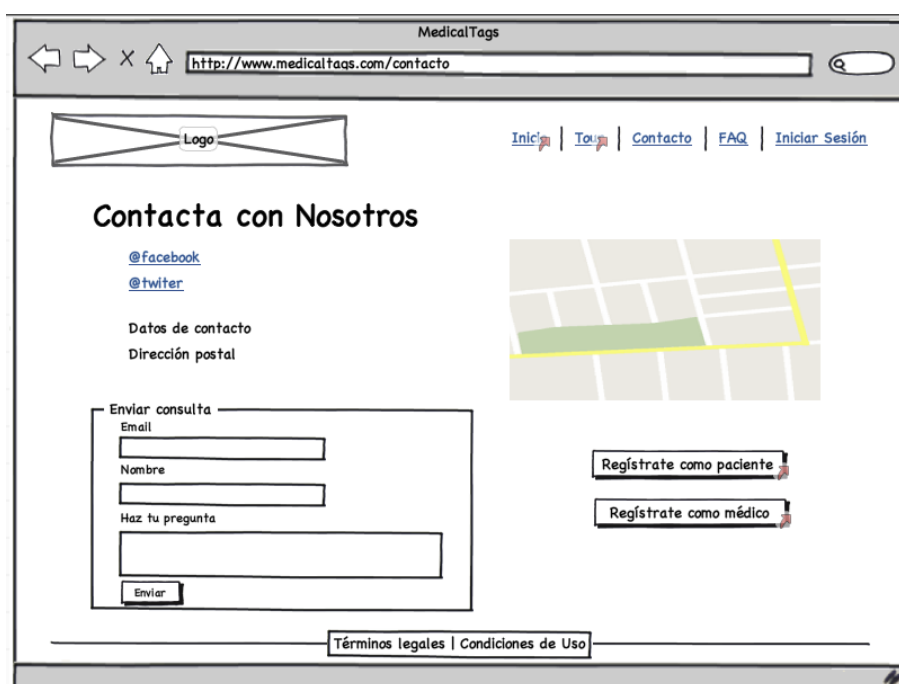 MedicalTags
http://www.medicaltags.com/contacto
Logo
Inicio | Tour | Contacto | FAQ | Iniciar Sesión
Contacta con Nosotros
@facebook
@twiter
Datos de contacto
Dirección postal
Enviar consulta
Email
Nombre
Haz tu pregunta
Enviar
Regístrate como paciente
Regístrate como médico
Términos legales | Condiciones de Uso